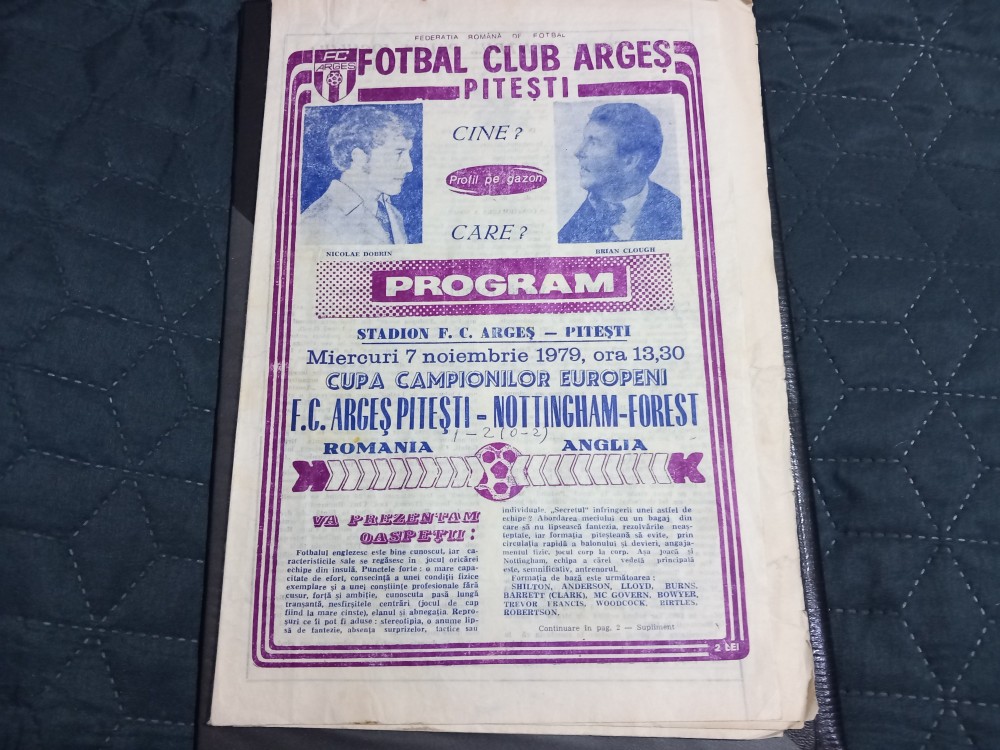 FEDERAȚIA ROMÂNĂ DE FOTBAL
FC
ARGEȘ
FOTBAL CLUB ARGEȘ
PITEȘTI
CINE?
Profil pe gazon
CARE?
NICOLAE DOBRIN
BRIAN CLOUGH
PROGRAM
STADION F. C. ARGEȘ — PITEȘTI
Miercuri 7 noiembrie 1979, ora 13,30
CUPA CAMPIONILOR EUROPENI
F.C. ARGEȘ PITEȘTI - NOTTINGHAM-FOREST
1-2 (0-2)
ROMANIA
ANGLIA
VA PREZENTAM
OASPEȚII :
Fotbalul englezesc este bine cunoscut, iar ca-
racteristicile sale se regăsesc în jocul oricărei
echipe din insulă. Punctele forte : o mare capa-
citate de efort, consecință a unei condiții fizice
exemplare și a unei conștiințe profesionale fără
cusur, forță și ambiție, cunoscuta pasă lungă
tranșantă, nesfîrșitele centrări (jocul de cap
fiind la mare cinste), elanul și abnegația. Repro-
șuri ce îi pot fi aduse : stereotipia, o anume lip-
să de fantezie, absența surprizelor, tactice sau
individuale. „Secretul" înfringerii unei astfel de
echipe ? Abordarea meciului cu un bagaj din
care să nu lipsească fantezia, rezolvările neaș-
teptate, iar formația piteșteană să evite, prin
circulația rapidă a balonului și devieri, angaja-
mentul fizic, jocul corp la corp. Așa joacă și
Nottingham, echipa a cărei vedetă principală
este, semnificativ, antrenorul.
Formația de bază este următoarea :
SHILTON, ANDERSON, LLOYD, BURNS,
BARRETT (CLARK), MC GOVERN, BOWYER,
TREVOR FRANCIS, WOODCOCK, BIRTLES,
ROBERTSON.
Continuare în pag. 2 — Supliment
2 LEI